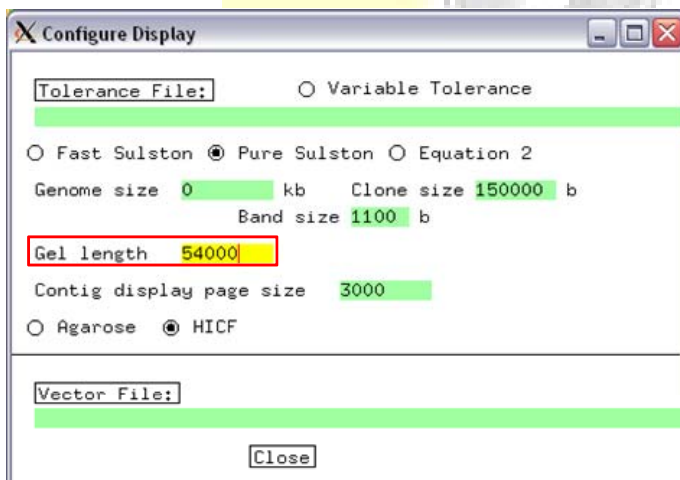 Configure Display
Tolerance File: Variable Tolerance
Fast Sulston Pure Sulston Equation 2
Genome size 0 kb Clone size 150000 b
Band size 1100 b
Gel length 54000
Contig display page size 3000
Agarose HICF
Vector File:
Close